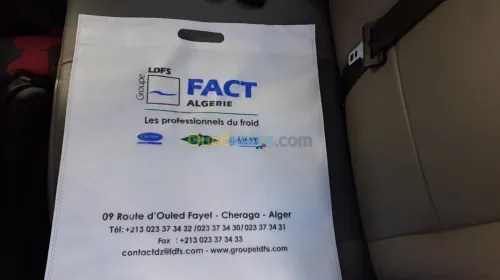 Groupe
LDFS
FACT
ALGERIE
Les professionnels du froid
LU-VE
09 Route d'Ouled Fayet - Cheraga - Alger
Tél: +213 023 37 34 32 /023 37 34 30/ 023 37 34 31
Fax : +213 023 37 34 33
contactdz@ldfs.com - www.groupeldfs.com